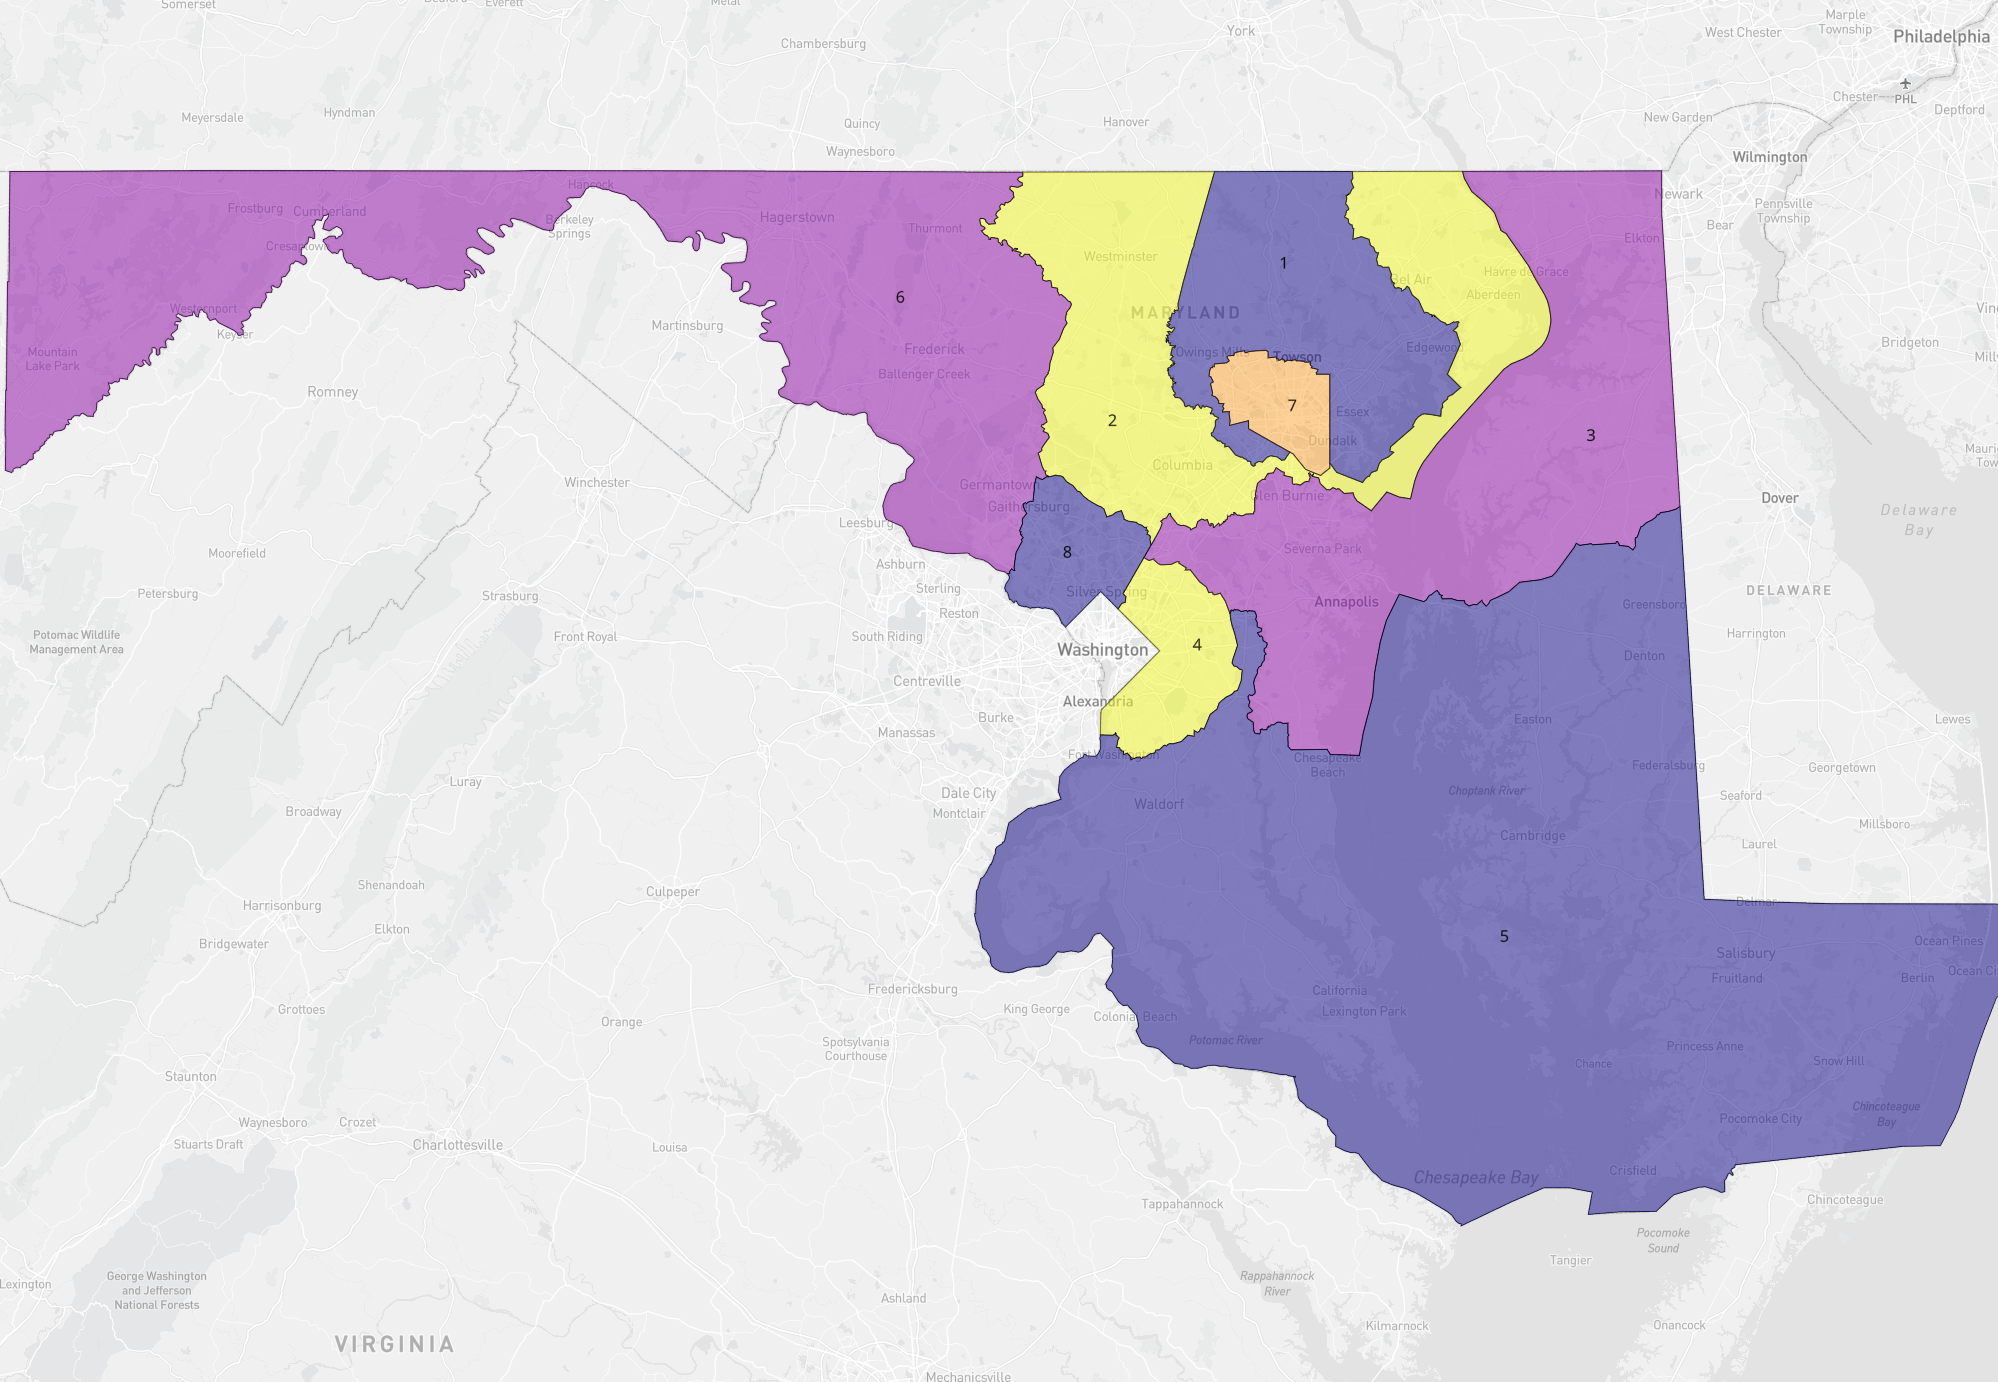 Somerset
Bedford
Everett
Metal
Chambersburg
York
West Chester
Marple
Township
Philadelphia
PHL
Chester
Deptford
Meyersdale
Hyndman
Quincy
Hanover
New Garden
Waynesboro
Wilmington
Frostburg
Cumberland
Hancock
Berkeley
Springs
Hagerstown
Thurmont
Newark
Pennsville
Township
Bear
Cresaptown
Westminster
1
Elkton
Bel Air
Havre de Grace
Aberdeen
6
Westernport
Keyser
Martinsburg
MARYLAND
Mountain
Lake Park
Frederick
Ballenger Creek
Owings Mills
Towson
Edgewood
Bridgeton
Romney
2
7
Essex
Dundalk
3
Winchester
Germantown
Gaithersburg
Columbia
Glen Burnie
Dover
Delaware
Bay
Leesburg
Moorefield
8
Severna Park
Ashburn
Petersburg
Strasburg
Sterling
Reston
Silver Spring
Annapolis
Greensboro
DELAWARE
Potomac Wildlife
Management Area
Front Royal
South Riding
Washington
4
Harrington
Denton
Centreville
Alexandria
Burke
Manassas
Easton
Lewes
Fort Washington
Chesapeake
Beach
Federalsburg
Georgetown
Luray
Dale City
Montclair
Waldorf
Choptank River
Seaford
Broadway
Cambridge
Millsboro
Laurel
Shenandoah
Culpeper
Harrisonburg
Delmar
Elkton
Bridgewater
5
Salisbury
Ocean Pines
Fruitland
Berlin
Ocean Ci
Fredericksburg
California
Lexington Park
Grottoes
Orange
King George
Colonial Beach
Spotsylvania
Courthouse
Potomac River
Princess Anne
Chance
Snow Hill
Staunton
Waynesboro
Crozet
Stuarts Draft
Charlottesville
Louisa
Pocomoke City
Chincoteague
Bay
Chesapeake Bay
Crisfield
Tappahannock
Chincoteague
Pocomoke
Sound
Tangier
Lexington
George Washington
and Jefferson
National Forests
Rappahannock
River
Ashland
VIRGINIA
Kilmarnock
Onancock
Mechanicsville